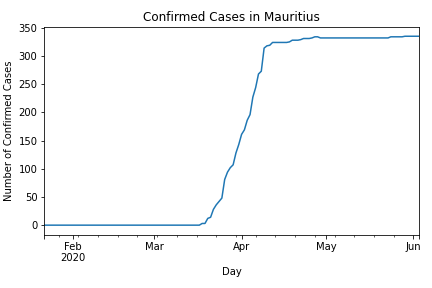 Confirmed Cases in Mauritius
350
300
250
200
150
100
50
0
Number of Confirmed Cases
Feb Mar Apr May Jun
2020
Day